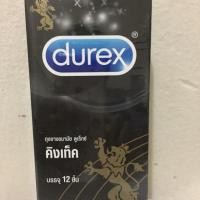 durex
ถุงยางอนามัย ดูเร็กซ์
คิงเท็ค
บรรจุ 12 ชิ้น